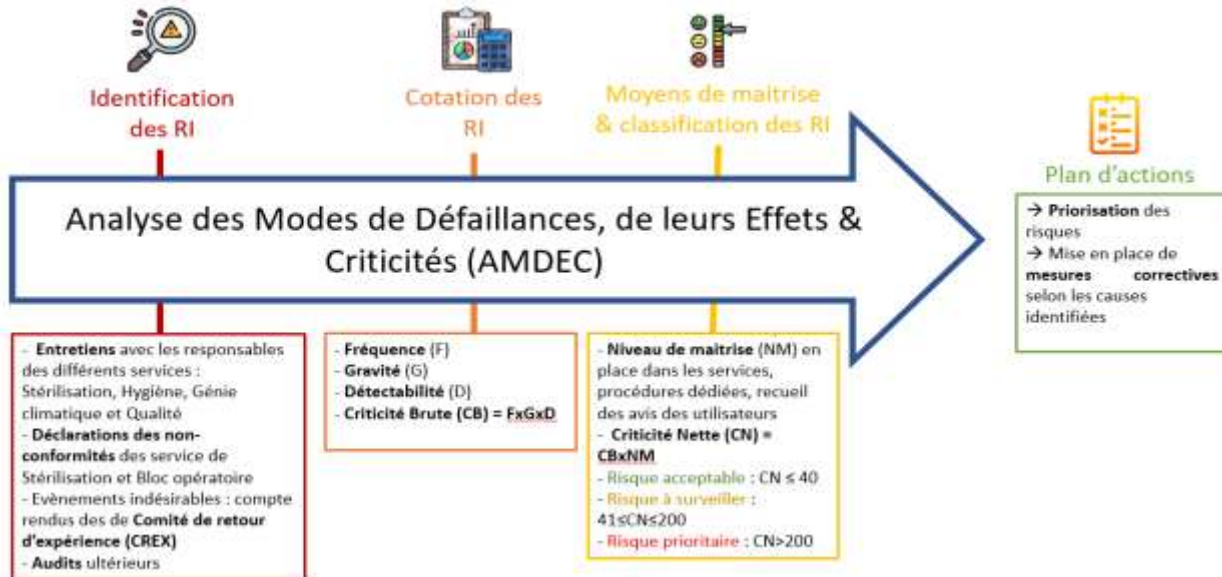 Identification
des RI
Cotation des
RI
Moyens de maitrise
& classification des RI
Plan d'actions
Analyse des Modes de Défaillances, de leurs Effets &
Criticités (AMDEC)
- Entretiens avec les responsables
des différents services :
Stérilisation, Hygiène, Génie
climatique et Qualité
- Déclarations des non-
conformités des service de
Stérilisation et Bloc opératoire
- Evènements indésirables : compte
rendus des de Comité de retour
d'expérience (CREX)
- Audits ultérieurs
- Fréquence (F)
- Gravité (G)
- Détectabilité (D)
- Criticité Brute (CB) = FxGxD
- Niveau de maitrise (NM) en
place dans les services,
procédures dédiées, recueil
des avis des utilisateurs
- Criticité Nette (CN) =
CBxNM
- Risque acceptable : CN ≤ 40
- Risque à surveiller :
41≤CN≤200
- Risque prioritaire : CN>200
→ Priorisation des
risques
→ Mise en place de
mesures correctives
selon les causes
identifiées